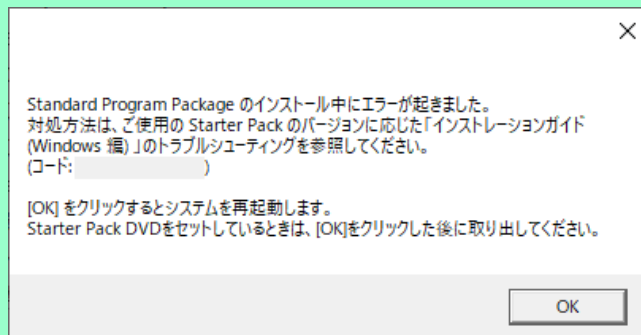 Standard Program Package のインストール中にエラーが起きました。
対処方法は、ご使用の Starter Pack のバージョンに応じた「インストレーションガイド
(Windows 編) 」のトラブルシューティングを参照してください。
(コード: )
[OK] をクリックするとシステムを再起動します。
Starter Pack DVDをセットしているときは、[OK]をクリックした後に取り出してください。
OK